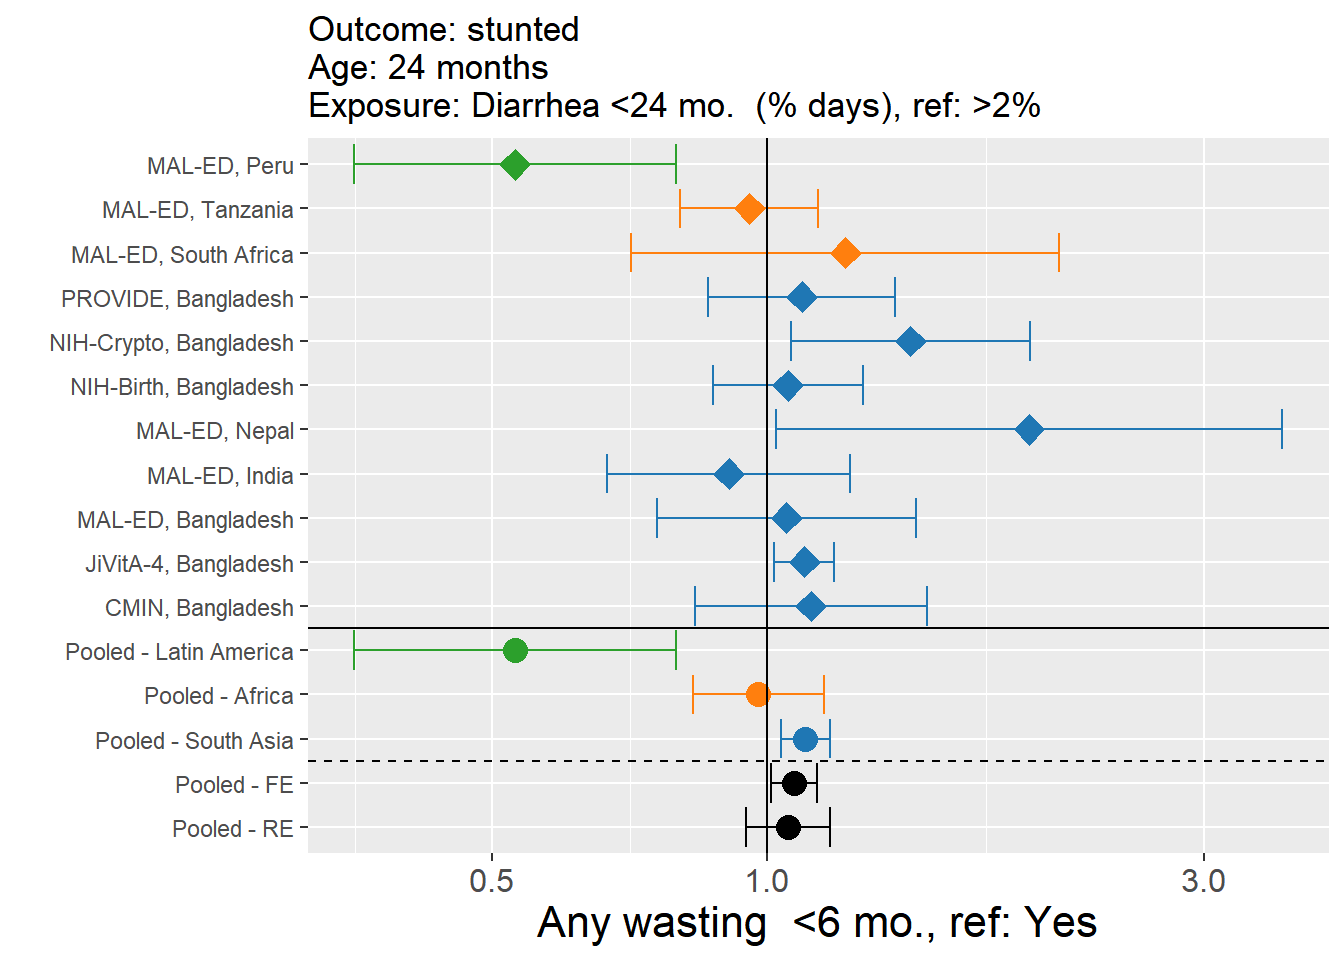 Outcome: stunted
Age: 24 months
Exposure: Diarrhea <24 mo.  (% days), ref: >2%
MAL-ED, Peru
MAL-ED, Tanzania
MAL-ED, South Africa
PROVIDE, Bangladesh
NIH-Crypto, Bangladesh
NIH-Birth, Bangladesh
MAL-ED, Nepal
MAL-ED, India
MAL-ED, Bangladesh
JiVitA-4, Bangladesh
CMIN, Bangladesh
Pooled - Latin America
Pooled - Africa
Pooled - South Asia
Pooled - FE
Pooled - RE
0.5 1.0 3.0
Any wasting  <6 mo., ref: Yes